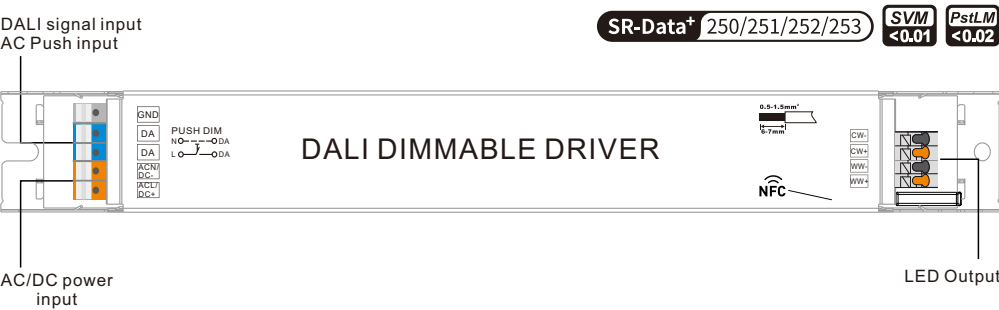 DALI signal input
AC Push input
SR-Data+ 250/251/252/253
SVM
<0.01
PstLM
<0.02
GND
DA
DA
ACN/
DC-
ACL/
DC+
PUSH DIM
N DA
L DA
DALI DIMMABLE DRIVER
0.5-1.5mm²
6-7mm
NFC
CW-
CW+
WW-
WW+
AC/DC power
input
LED Output